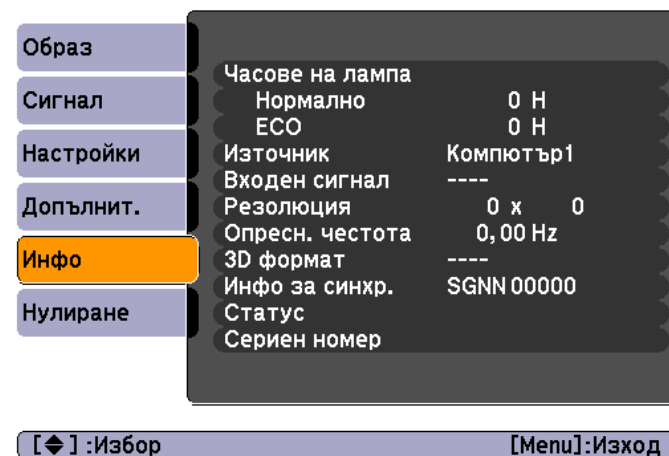 Образ
Сигнал
Настройки
Допълнит.
Инфо
Нулиране
Часове на лампа
Нормално 0 H
ECO 0 H
Източник Компютър1
Входен сигнал ----
Резолюция 0 x 0
Опресн. честота 0,00 Hz
3D формат ----
Инфо за синхр. SGNN 00000
Статус
Сериен номер
[◆] :Избор [Menu]:Изход